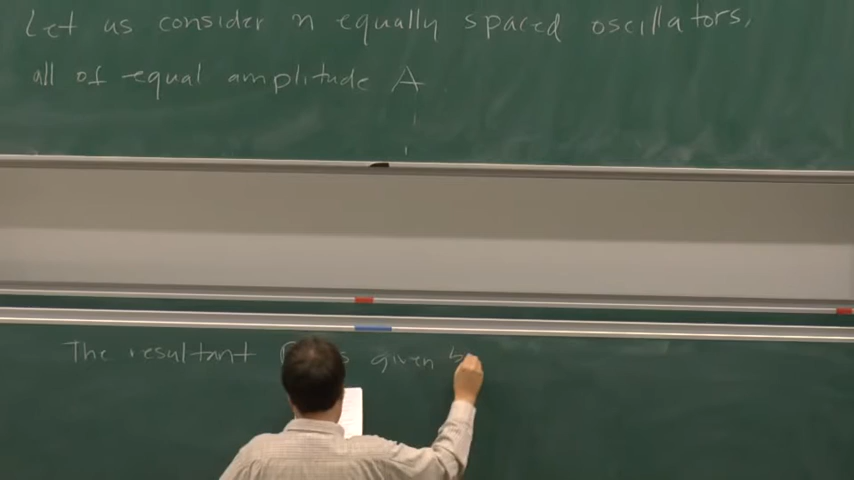 Let us consider n equally spaced oscillators,
all of equal amplitude A
The resultant given